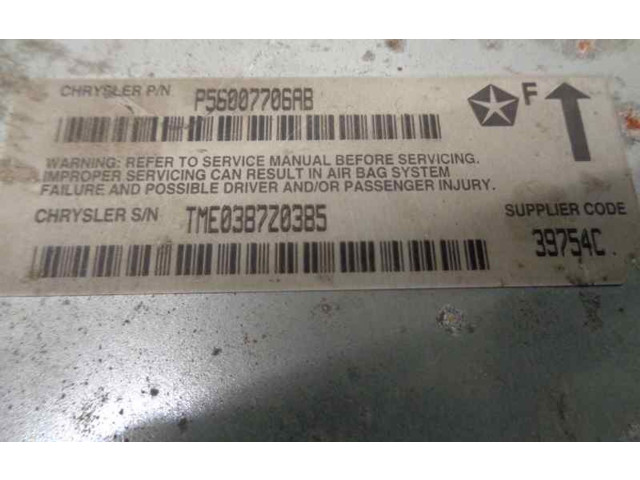 CHRYSLER P/N P56007706AB
F
WARNING: REFER TO SERVICE MANUAL BEFORE SERVICING.
IMPROPER SERVICING CAN RESULT IN AIR BAG SYSTEM
FAILURE AND POSSIBLE DRIVER AND/OR PASSENGER INJURY.
CHRYSLER S/N TME03B7Z03B5
SUPPLIER CODE
39754C